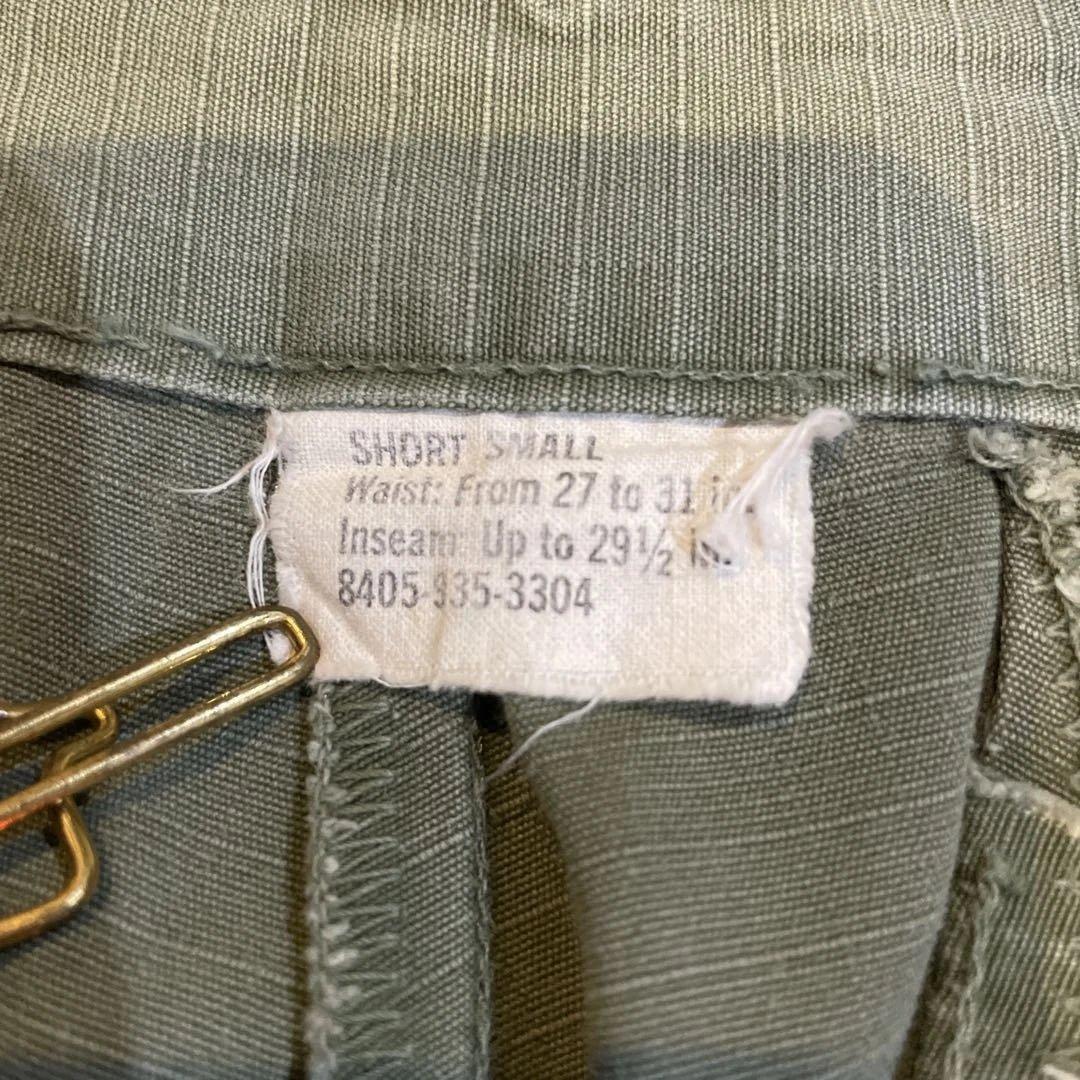 SHORT SMALL
Waist: From 27 to 31 in.
Inseam: Up to 29½ in.
8405-935-3304